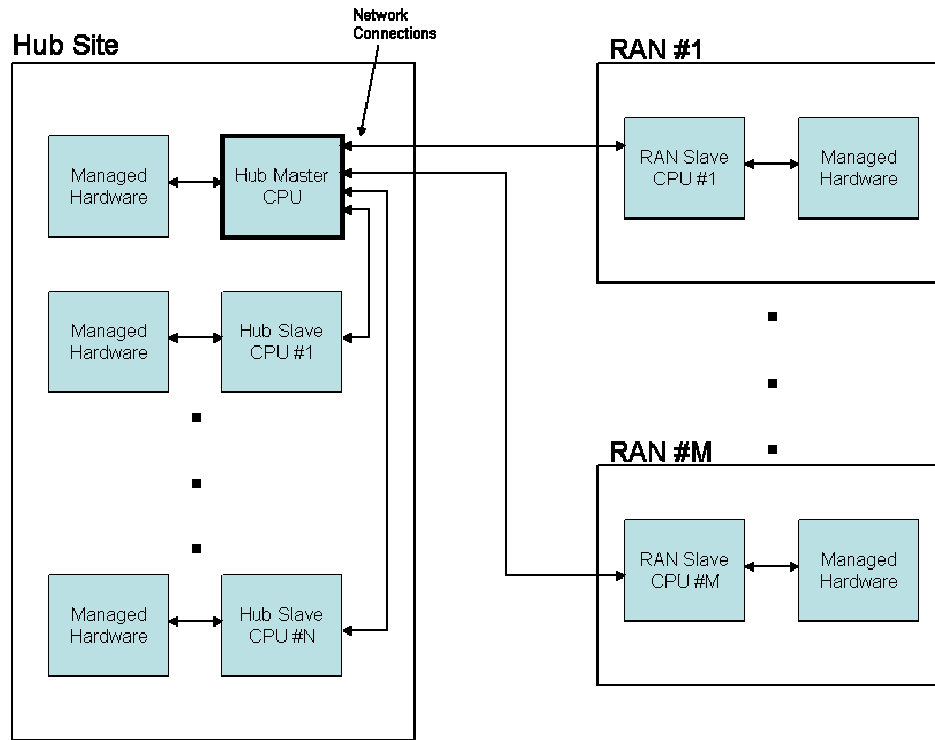 Network
Connections
Hub Site
RAN #1
Managed
Hardware
Hub Master
CPU
RAN Slave
CPU #1
Managed
Hardware
Managed
Hardware
Hub Slave
CPU #1
RAN #M
Managed
Hardware
Hub Slave
CPU #N
RAN Slave
CPU #M
Managed
Hardware